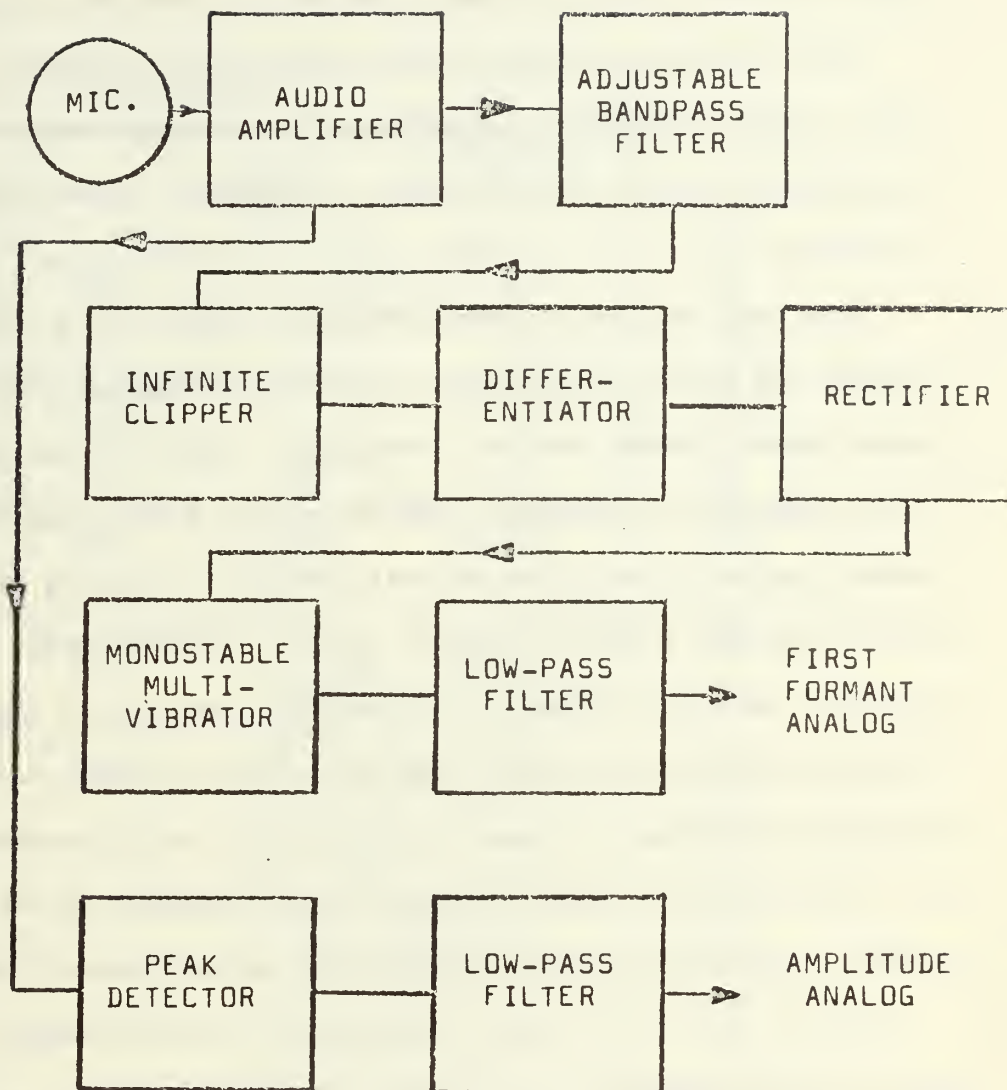 MIC.
AUDIO
AMPLIFIER
ADJUSTABLE
BANDPASS
FILTER
INFINITE
CLIPPER
DIFFER-
ENTIATOR
RECTIFIER
MONOSTABLE
MULTI-
VIBRATOR
LOW-PASS
FILTER
FIRST
FORMANT
ANALOG
PEAK
DETECTOR
LOW-PASS
FILTER
AMPLITUDE
ANALOG